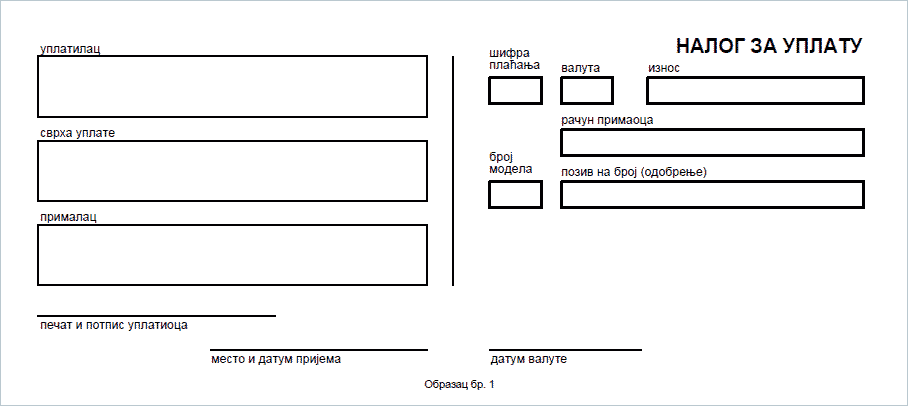 уплатилац
сврха уплате
прималац
печат и потпис уплатиоца
место и датум пријема
НАЛОГ ЗА УПЛАТУ
шифра
плаћања
валута
износ
рачун примаоца
број
модела
позив на број (одобрење)
датум валуте
Образац бр. 1